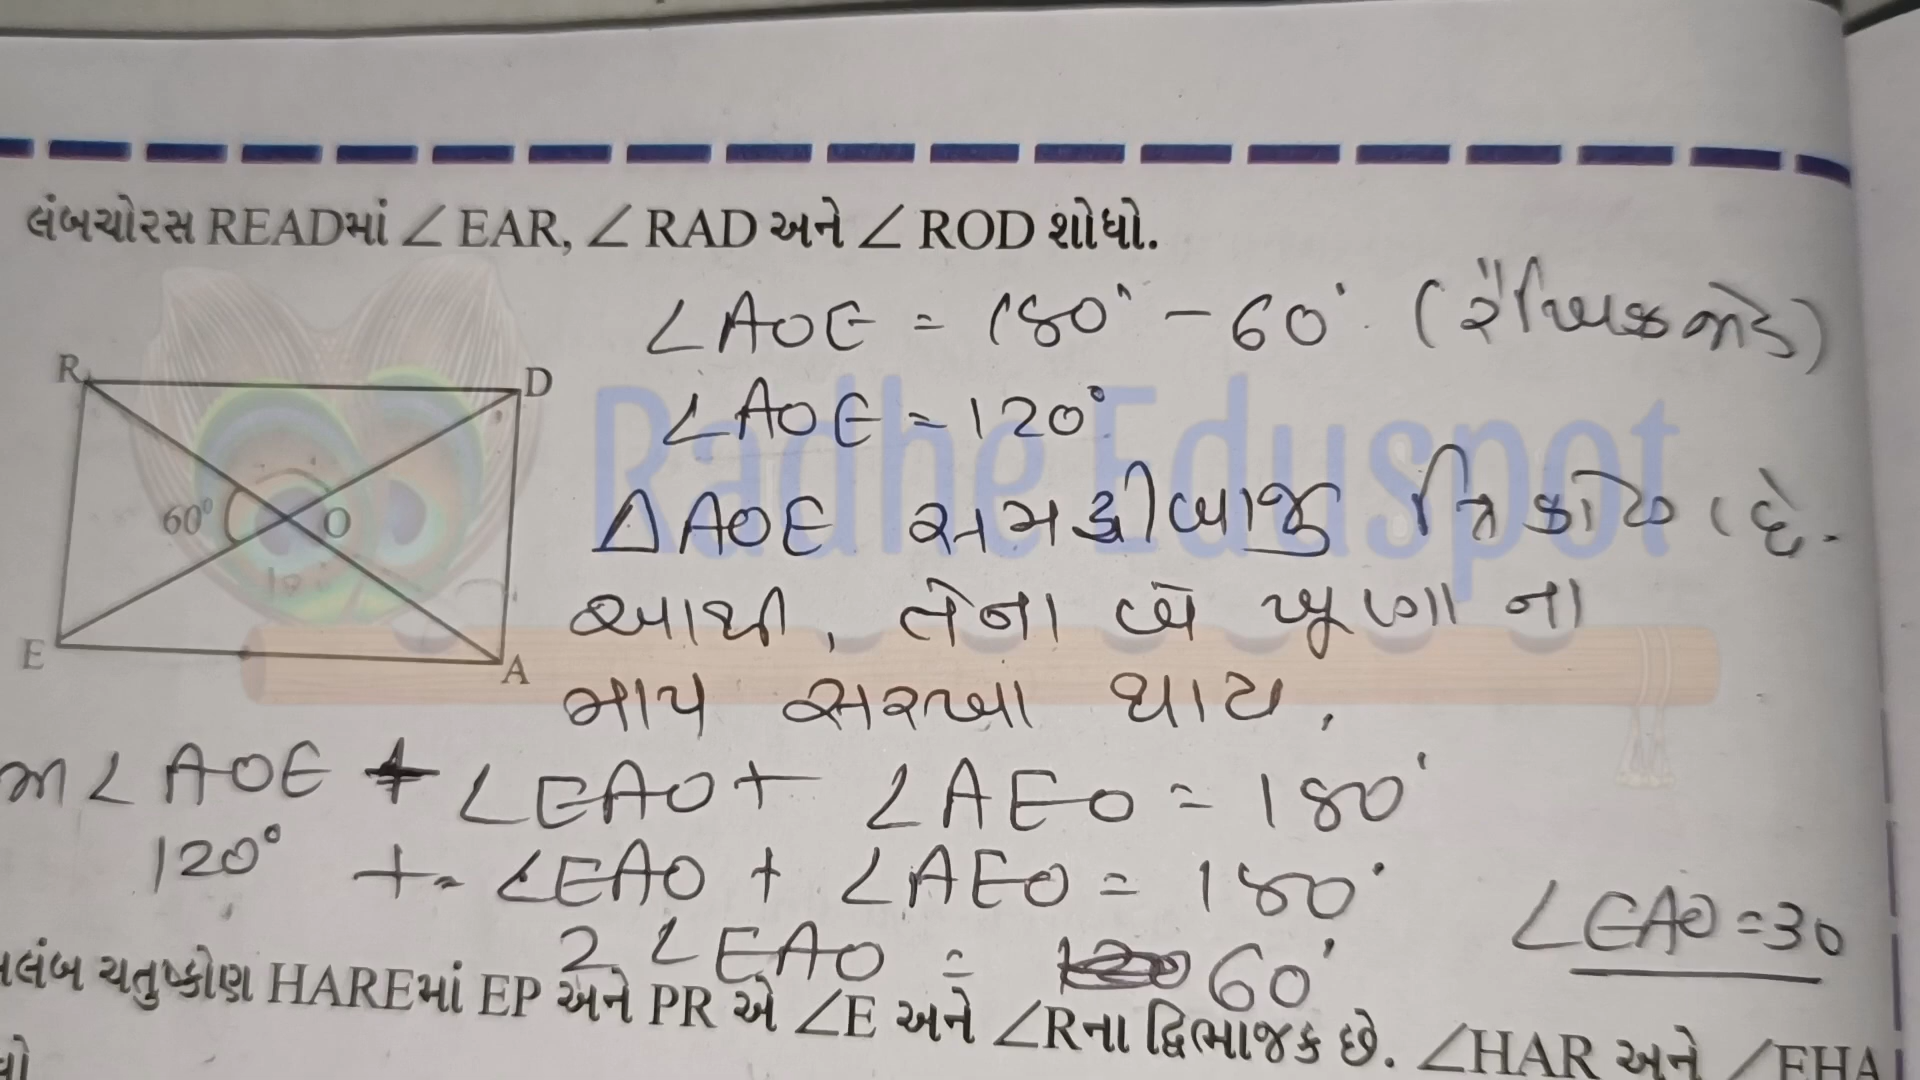 લંબચોરસ READમાં ∠ EAR, ∠ RAD અને ∠ ROD શોધો.
∠AOE = 180° - 60° (રૈખિક જોડ)
R
D
∠AOE = 120°
Radhe Eduspot
△AOE સમદ્વીબાજુ ત્રિકોણ છે.
60°
O
આથી, તેના બે ખૂણા ના
E
A
માપ સરખા થાય.
m∠AOE + ∠EAO + ∠AEO = 180°
120° + ∠EAO + ∠AEO = 180°
∠EAO = 30
2 ∠EAO = 60°
ચતુષ્કોણ HAREમાં EP અને PR એ ∠E અને ∠Rના દ્વિભાજક છે. ∠HAR અને ∠EHA